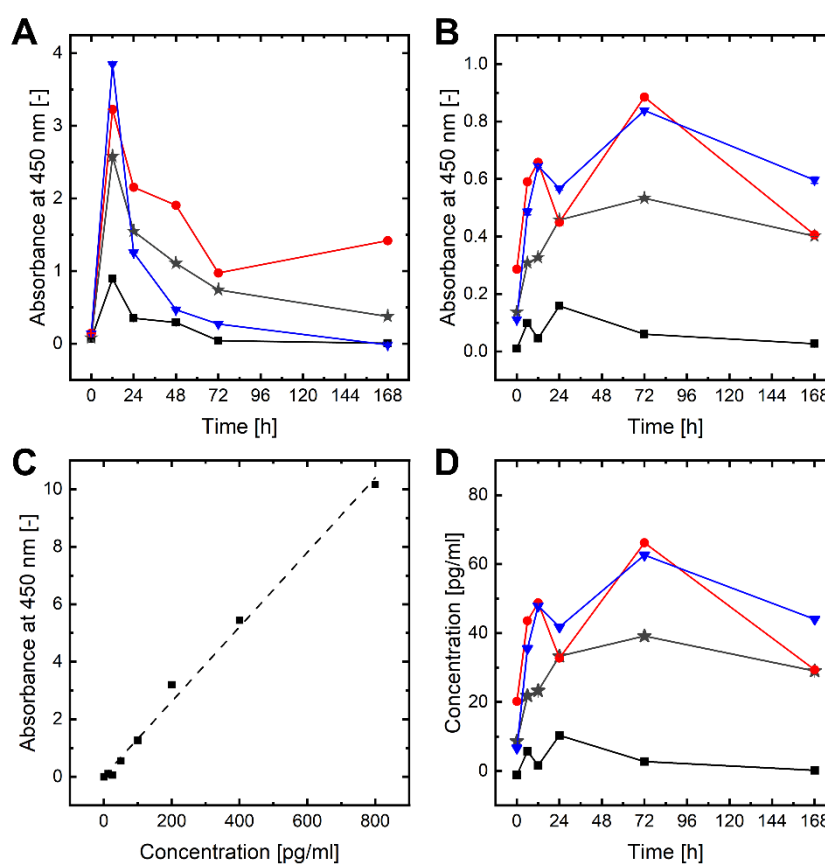 A
Absorbance at 450 nm [-]
4
3
2
1
0
0 24 48 72 96 120 144 168
Time [h]
B
Absorbance at 450 nm [-]
1.0
0.8
0.6
0.4
0.2
0.0
0 24 48 72 96 120 144 168
Time [h]
C
Absorbance at 450 nm [-]
10
8
6
4
2
0
0 200 400 600 800
Concentration [pg/ml]
D
Concentration [pg/ml]
80
60
40
20
0
0 24 48 72 96 120 144 168
Time [h]